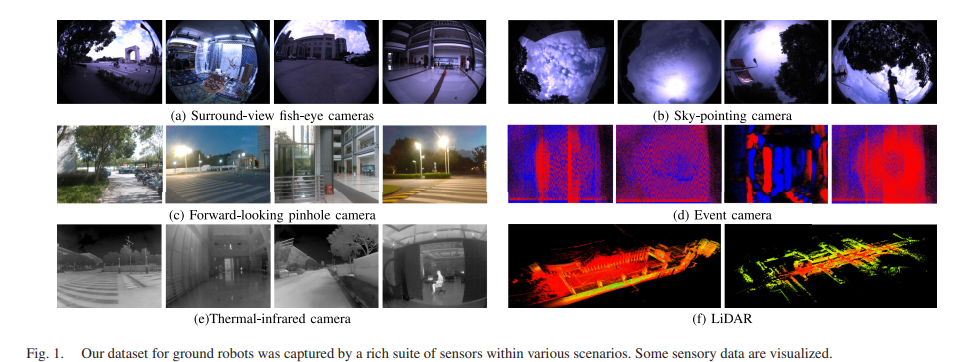 (a) Surround-view fish-eye cameras
(b) Sky-pointing camera
(c) Forward-looking pinhole camera
(d) Event camera
(e)Thermal-infrared camera
(f) LiDAR
Fig. 1. Our dataset for ground robots was captured by a rich suite of sensors within various scenarios. Some sensory data are visualized.